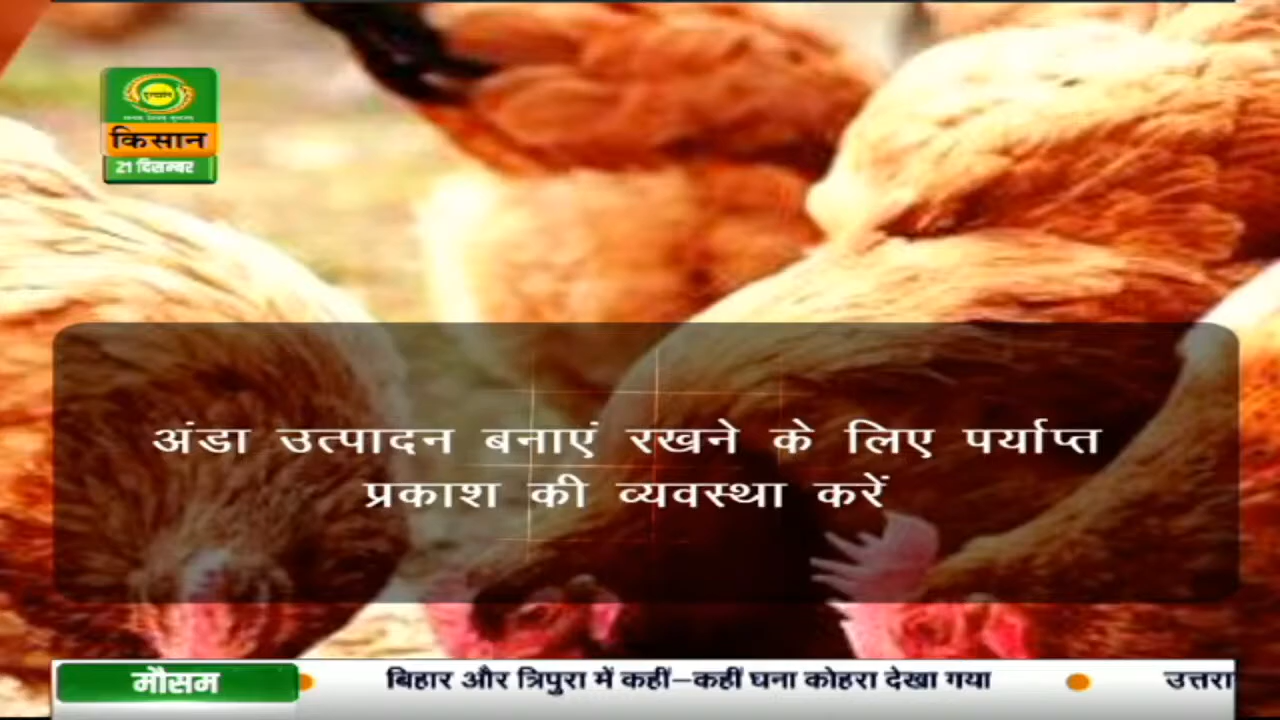 किसान
21 दिसम्बर
अंडा उत्पादन बनाएं रखने के लिए पर्याप्त
प्रकाश की व्यवस्था करें
मौसम
बिहार और त्रिपुरा में कहीं–कहीं घना कोहरा देखा गया
उत्तरा